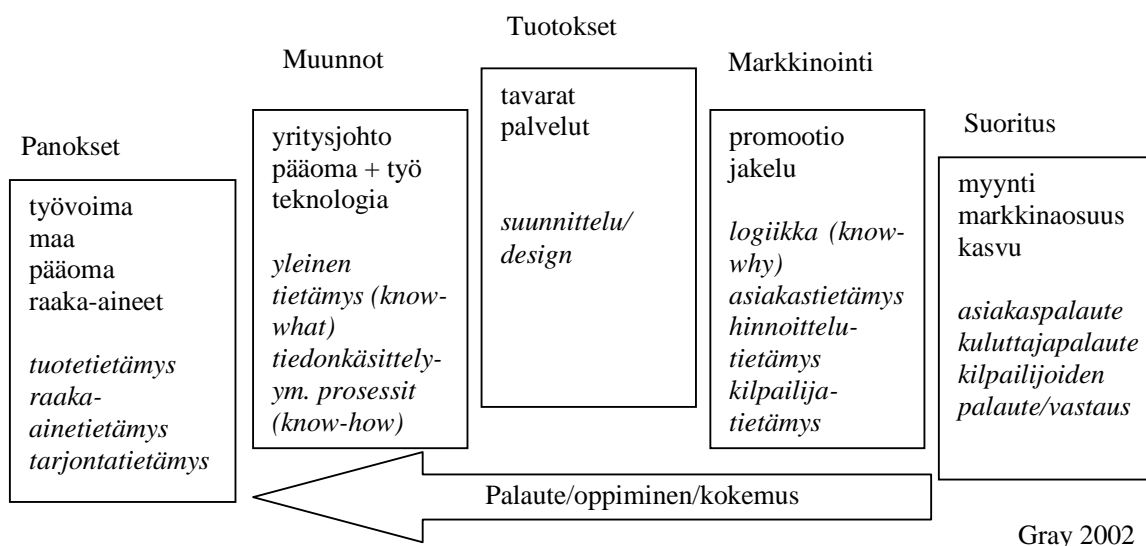 Panokset
työvoima
maa
pääoma
raaka-aineet
tuotetietämys
raaka-
ainetietämys
tarjontatietämys
Muunnot
yritysjohto
pääoma + työ
teknologia
yleinen
tietämys (know-
what)
tiedonkäsittely-
ym. prosessit
(know-how)
Tuotokset
tavarat
palvelut
suunnittelu/
design
Markkinointi
promootio
jakelu
logiikka (know-
why)
asiakastietämys
hinnoittelu-
tietämys
kilpailija-
tietämys
Suoritus
myynti
markkinaosuus
kasvu
asiakaspalaute
kuluttajapalaute
kilpailijoiden
palaute/vastaus
Palaute/oppiminen/kokemus
Gray 2002